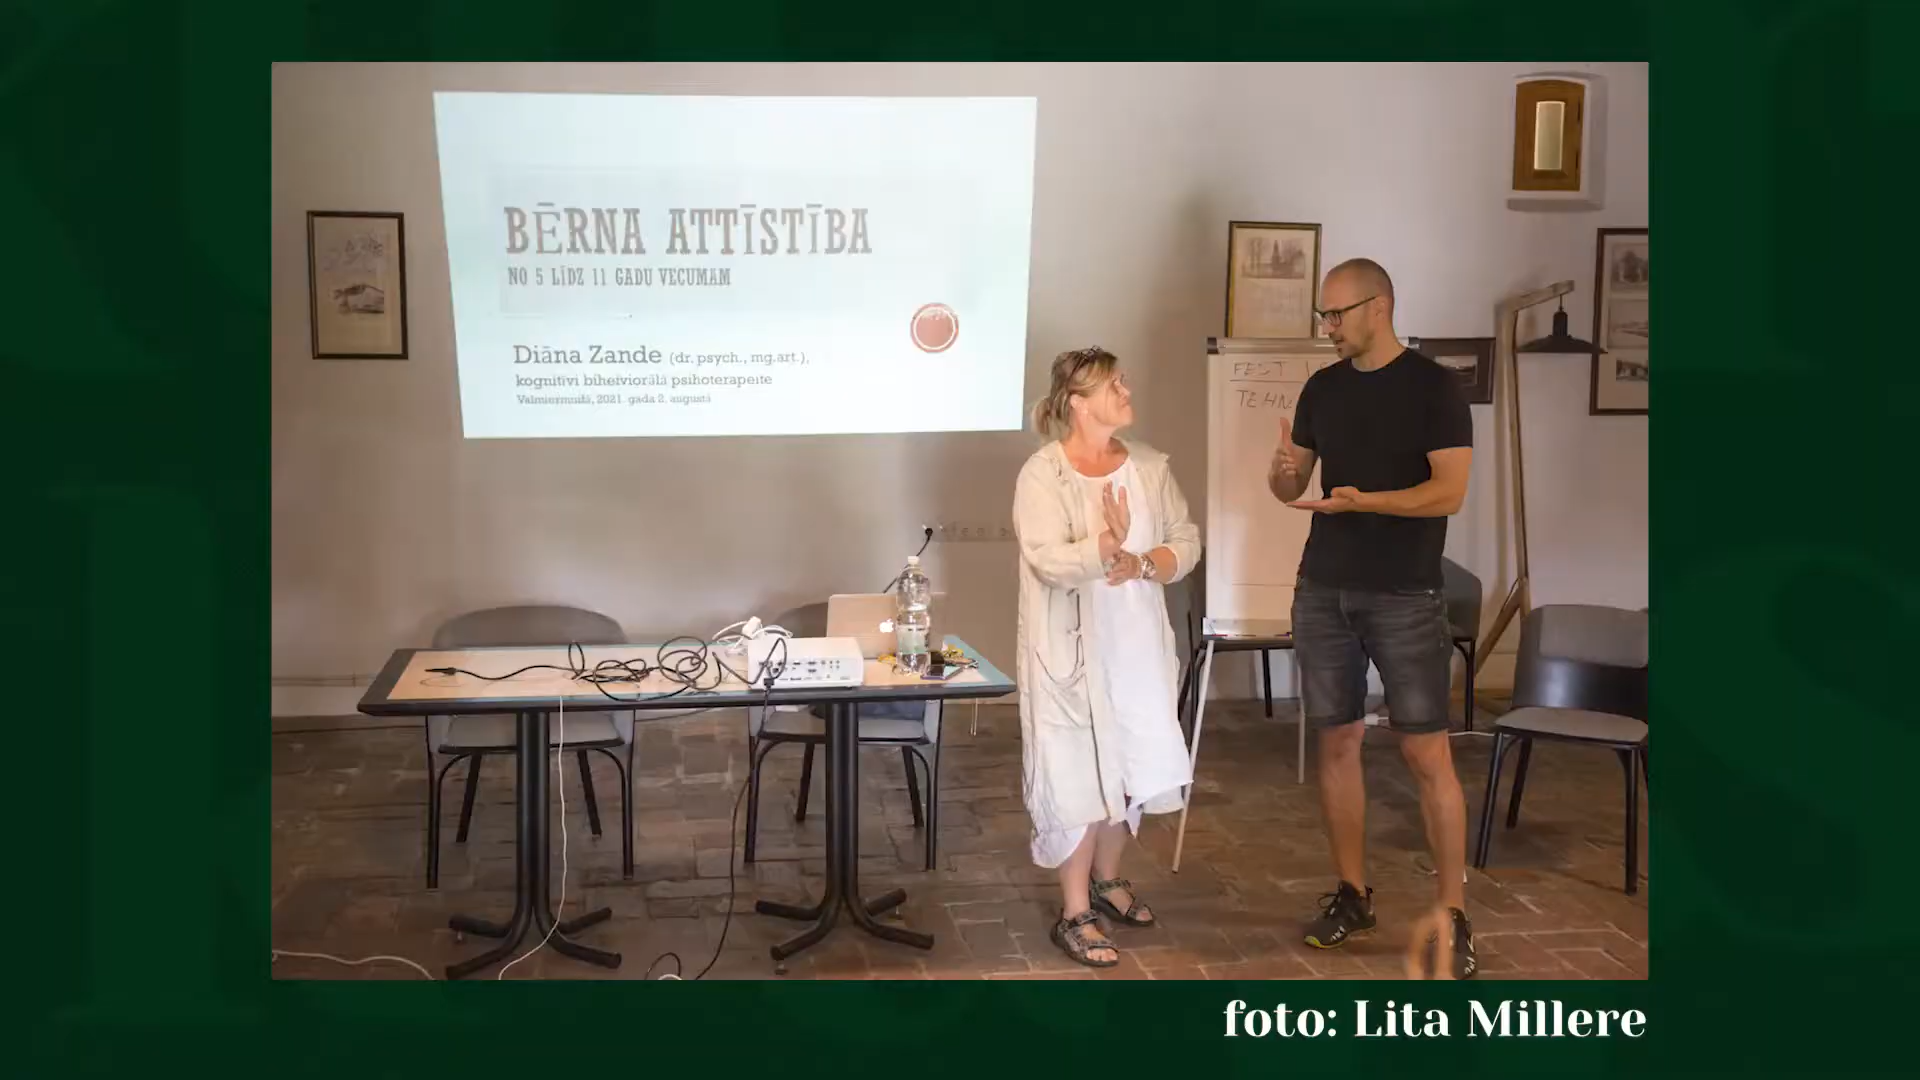 BĒRNA ATTĪSTĪBA
NO 5 LĪDZ 11 GADU VECUMAM
Diāna Zande (dr. psych., mg.art.),
kognitīvi biheiviorālā psihoterapeite
Valmiermuižā, 2021. gada 2. augustā
TEHN
foto: Lita Millere